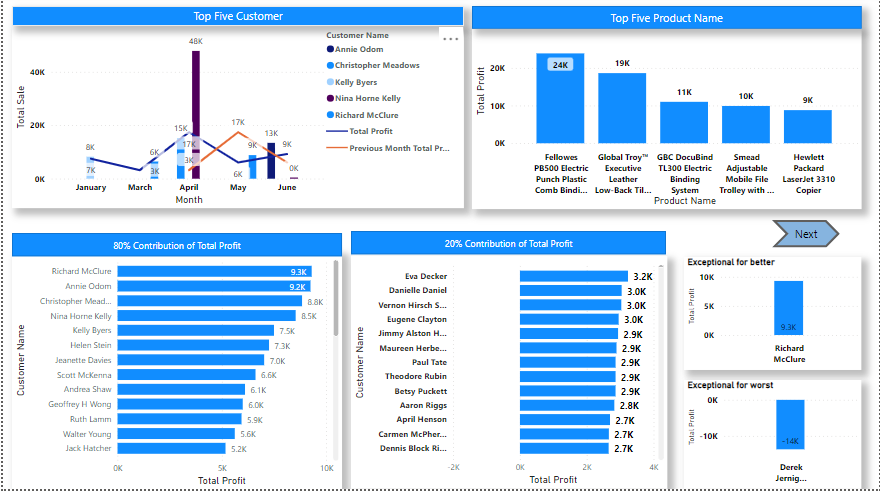 Top Five Customer
Customer Name
Annie Odom
Christopher Meadows
Kelly Byers
Nina Horne Kelly
Richard McClure
Total Profit
Previous Month Total Pr...
Total Sale
40K
20K
0K
8K
7K
6K
3K
15K
17K
3K
48K
17K
6K
9K
13K
9K
0K
January
March
April
May
June
Month
Top Five Product Name
Total Profit
20K
10K
0K
24K
19K
11K
10K
9K
Fellowes
PB500 Electric
Punch Plastic
Comb Bindi...
Global Troy™
Executive
Leather
Low-Back Til...
GBC DocuBind
TL300 Electric
Binding
System
Smead
Adjustable
Mobile File
Trolley with ...
Hewlett
Packard
LaserJet 3310
Copier
Product Name
Next
80% Contribution of Total Profit
Customer Name
Richard McClure 9.3K
Annie Odom 9.2K
Christopher Mead... 8.8K
Nina Horne Kelly 8.5K
Kelly Byers 7.5K
Helen Stein 7.3K
Jeanette Davies 7.0K
Scott McKenna 6.6K
Andrea Shaw 6.1K
Geoffrey H Wong 6.0K
Ruth Lamm 5.9K
Walter Young 5.6K
Jack Hatcher 5.2K
0K 5K 10K
Total Profit
20% Contribution of Total Profit
Customer Name
Eva Decker 3.2K
Danielle Daniel 3.0K
Vernon Hirsch S... 3.0K
Eugene Clayton 3.0K
Jimmy Alston H... 2.9K
Maureen Herbe... 2.9K
Paul Tate 2.9K
Theodore Rubin 2.9K
Betsy Puckett 2.9K
Aaron Riggs 2.8K
April Henson 2.7K
Carmen McPher... 2.7K
Dennis Block Ri... 2.7K
-2K 0K 2K 4K
Total Profit
Exceptional for better
Total Profit
10K
5K
0K
9.3K
Richard
McClure
Exceptional for worst
Total Profit
0K
-10K
-14K
Derek
Jernig...